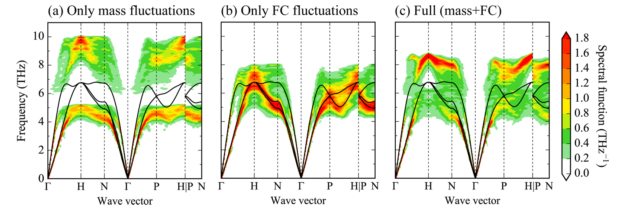 (a) Only mass fluctuations
(b) Only FC fluctuations
(c) Full (mass+FC)
Frequency (THz)
10
8
6
4
2
0
Γ H N Γ P H|P N
Γ H N Γ P H|P N
Γ H N Γ P H|P N
Wave vector
Wave vector
Wave vector
1.8
1.6
1.4
1.2
1.0
0.8
0.6
0.4
0.2
0.0
Spectral function (THz⁻¹)